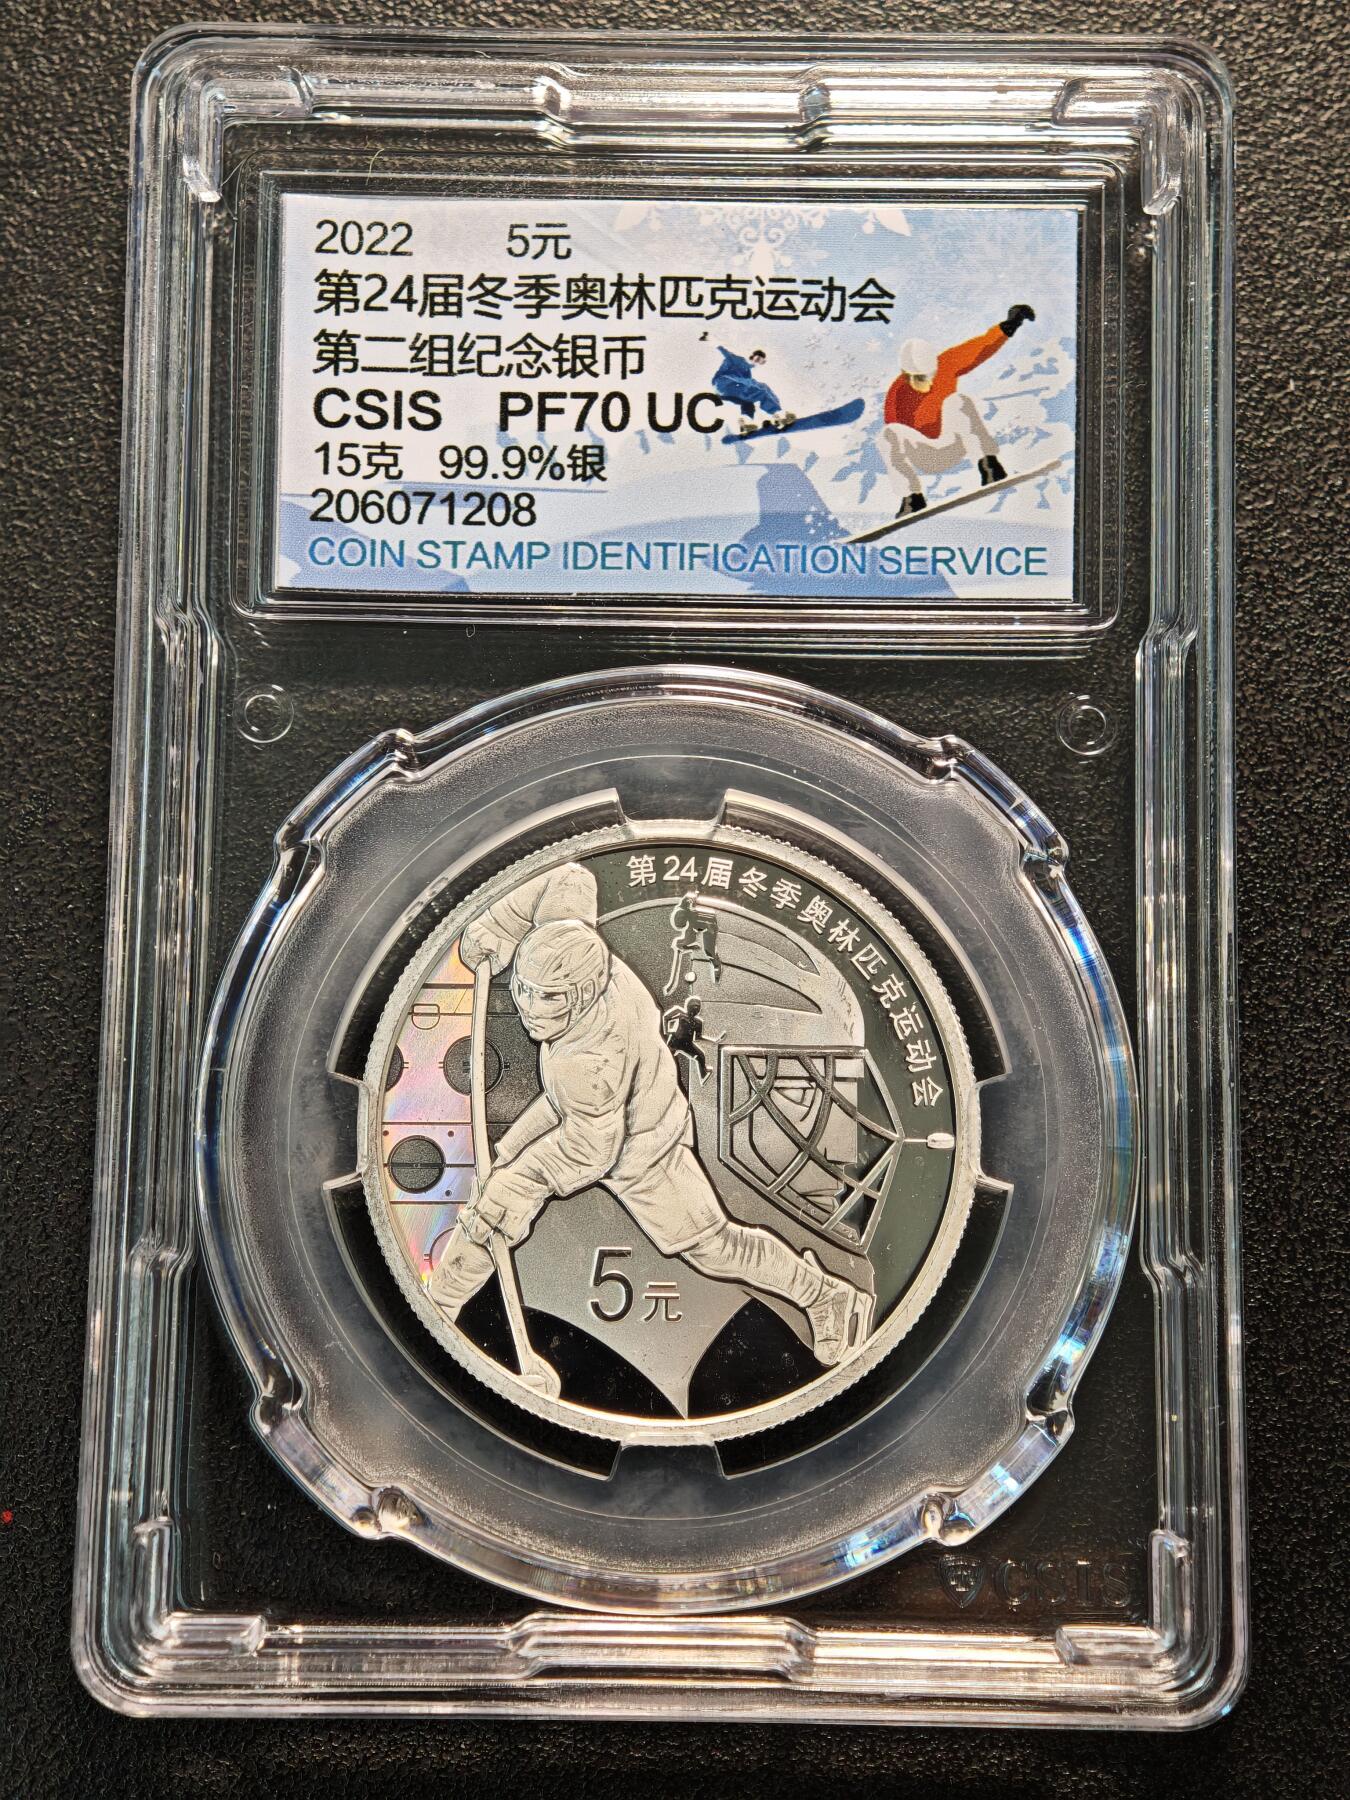 2022 5元
第24届冬季奥林匹克运动会
第二组纪念银币
CSIS PF70 UC
15克 99.9%银
206071208
COIN STAMP IDENTIFICATION SERVICE
第24届冬季奥林匹克运动会
5元
CSIS